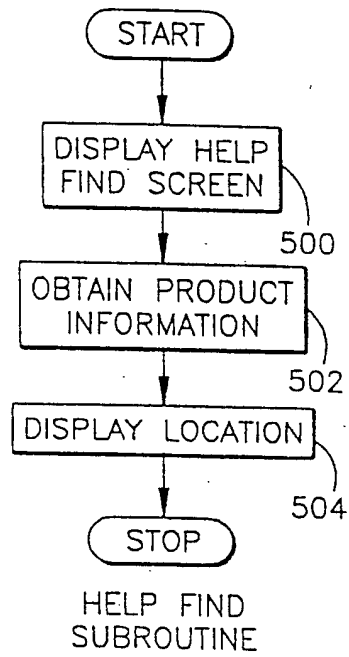 START
DISPLAY HELP
FIND SCREEN
500
OBTAIN PRODUCT
INFORMATION
502
DISPLAY LOCATION
504
STOP
HELP FIND
SUBROUTINE